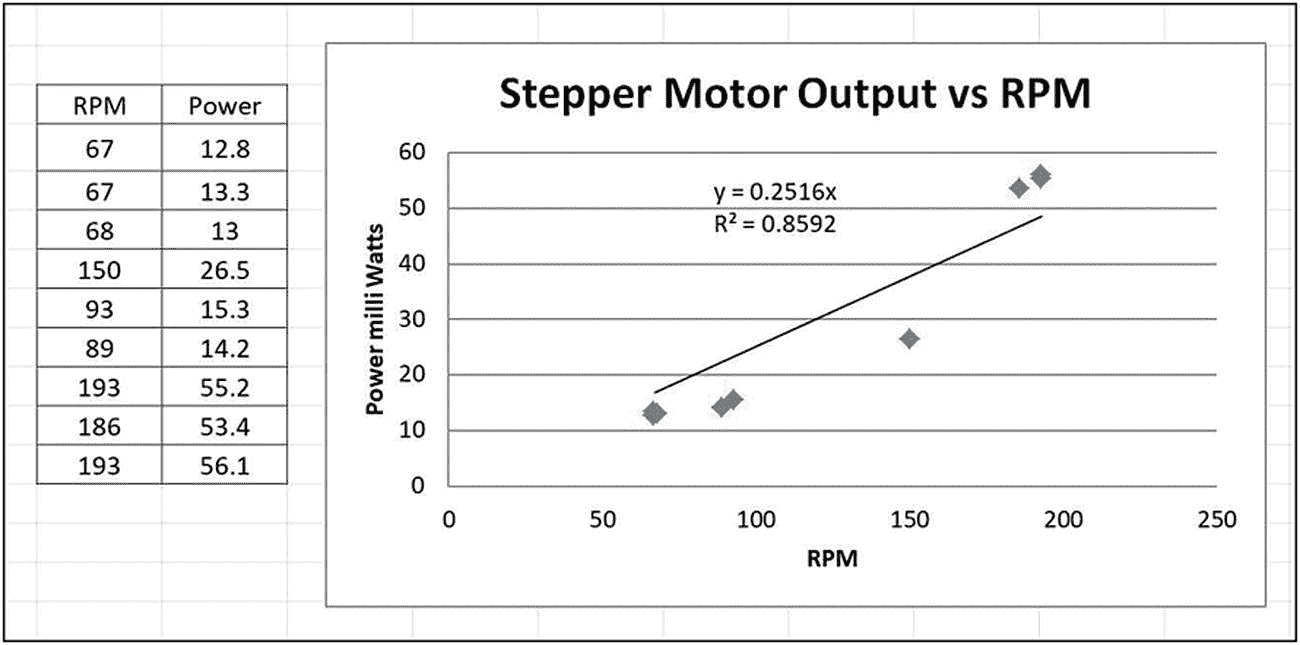 RPM Power
67 12.8
67 13.3
68 13
150 26.5
93 15.3
89 14.2
193 55.2
186 53.4
193 56.1
Stepper Motor Output vs RPM
y = 0.2516x
R² = 0.8592
Power milli Watts
60
50
40
30
20
10
0
0 50 100 150 200 250
RPM